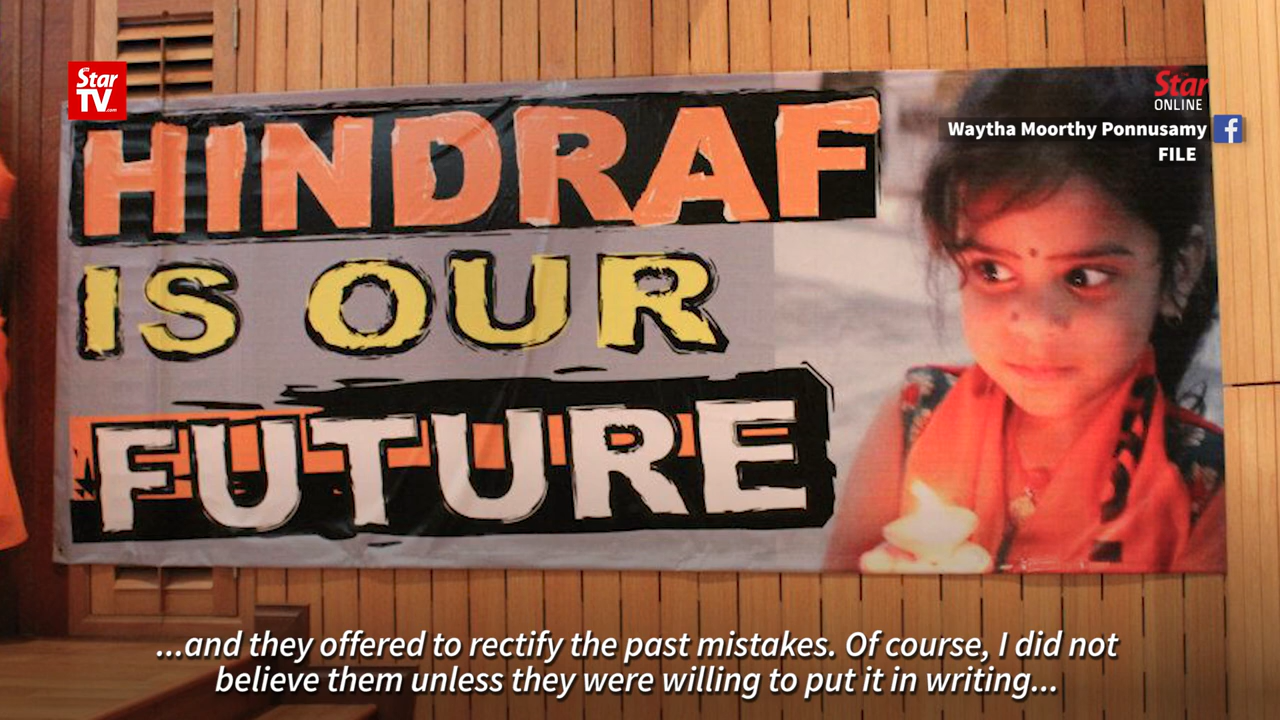 Star
TV.com
Star
ONLINE
Waytha Moorthy Ponnusamy
FILE
HINDRAF
IS OUR
FUTURE
...and they offered to rectify the past mistakes. Of course, I did not
believe them unless they were willing to put it in writing...